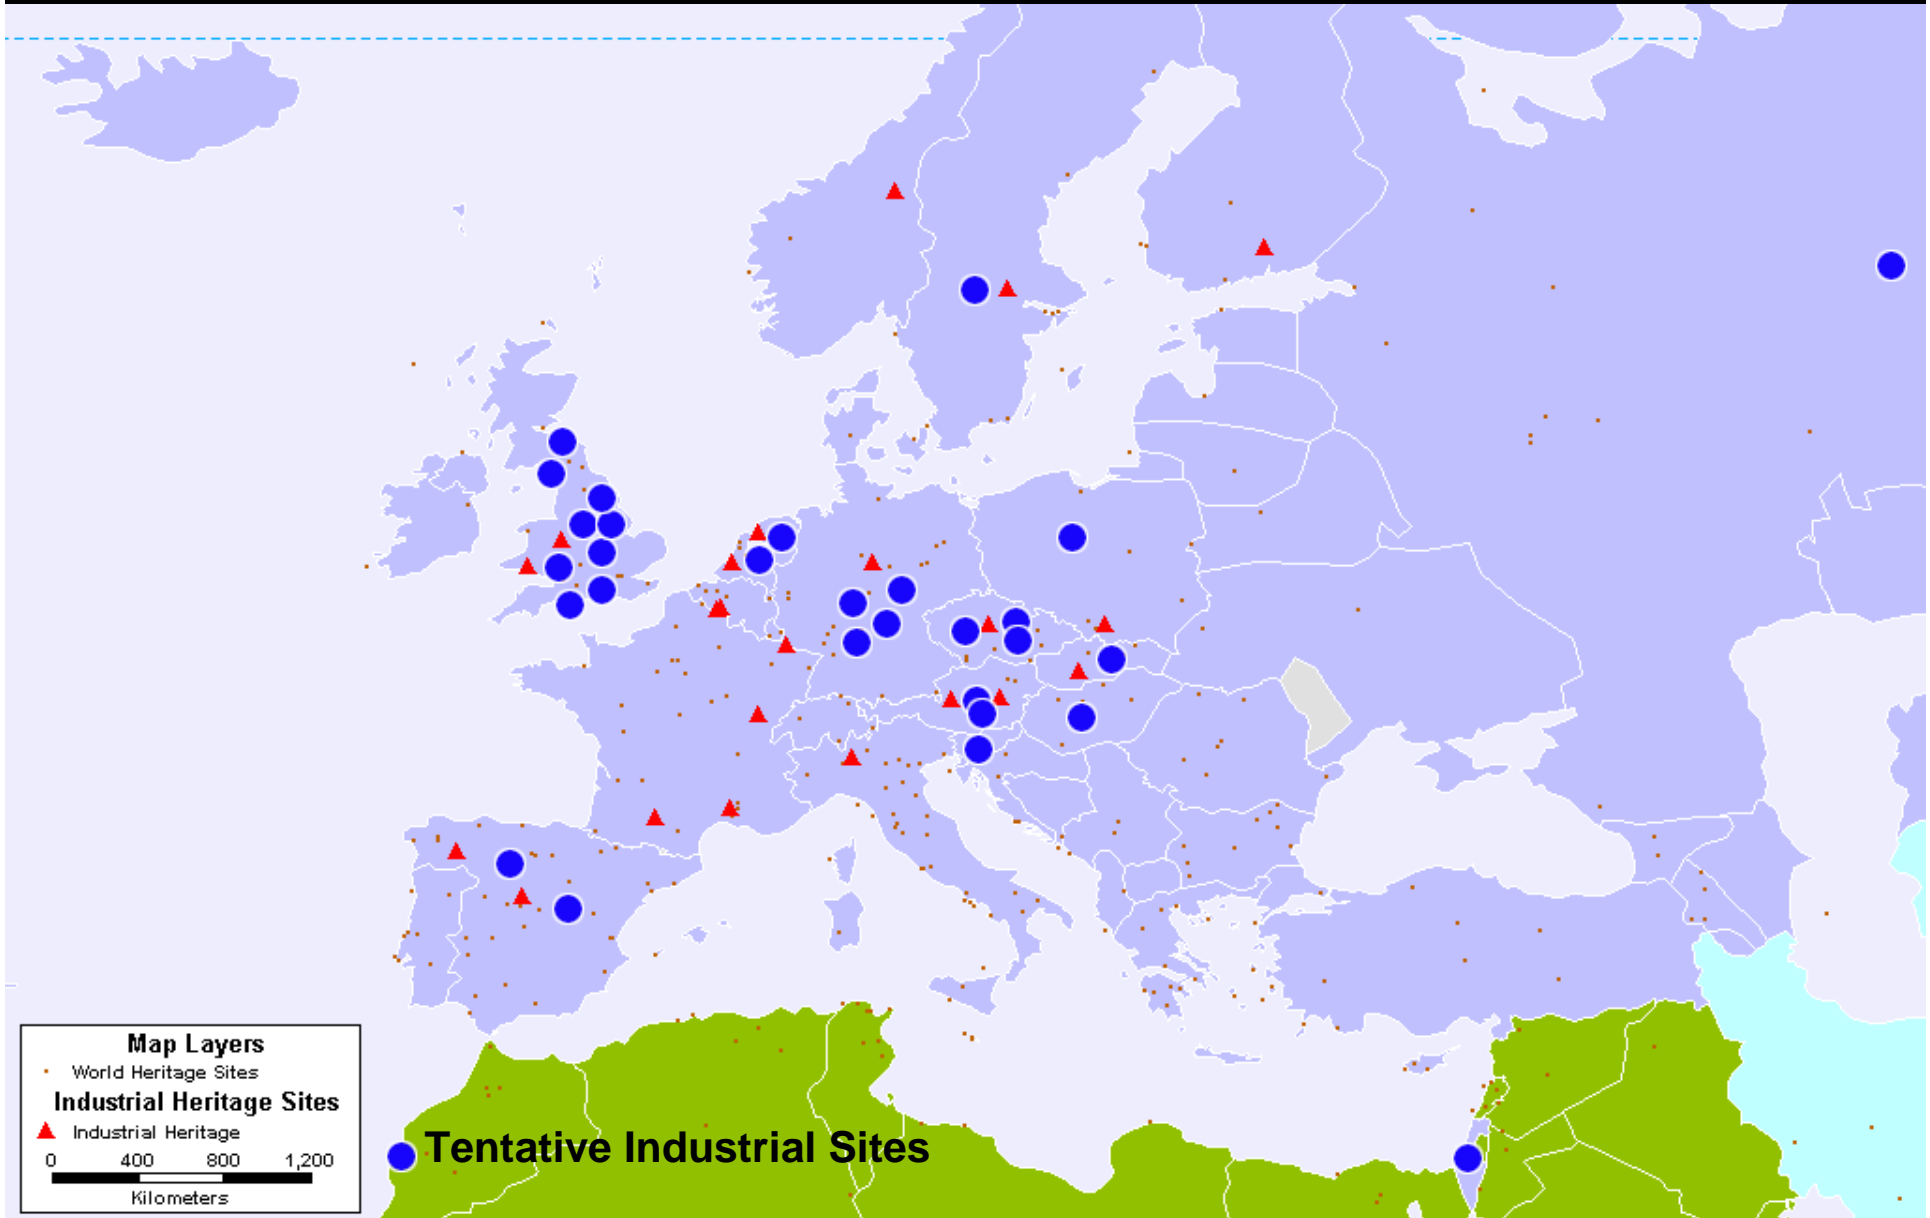 Map Layers
World Heritage Sites
Industrial Heritage Sites
Industrial Heritage
0 400 800 1,200
Kilometers
Tentative Industrial Sites